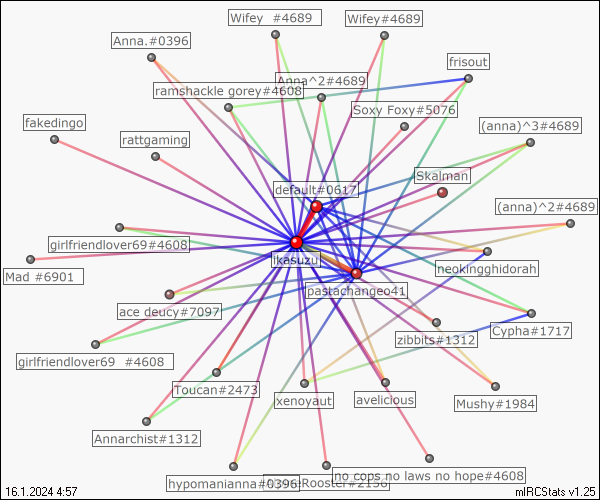 Wifey  #4689
Wifey#4689
Anna.#0396
frisout
Anna^2#4689
ramshackle gorey#4608
Soxy Foxy#5076
fakedingo
(anna)^3#4689
rattgaming
Skalman
default#0617
(anna)^2#4689
girlfriendlover69#4608
likesuzuj
neokingghidorah
Mad #6901
pastachangeo41
ace deucy#7097
Cypha#1717
zibbits#1312
girlfriendlover69  #4608
Toucan#2473
xenoyaut
avelicious
Mushy#1984
Annarchist#1312
no cops no laws no hope#4608
hypomanianna#0396
16.1.2024 4:57
mIRCStats v1.25